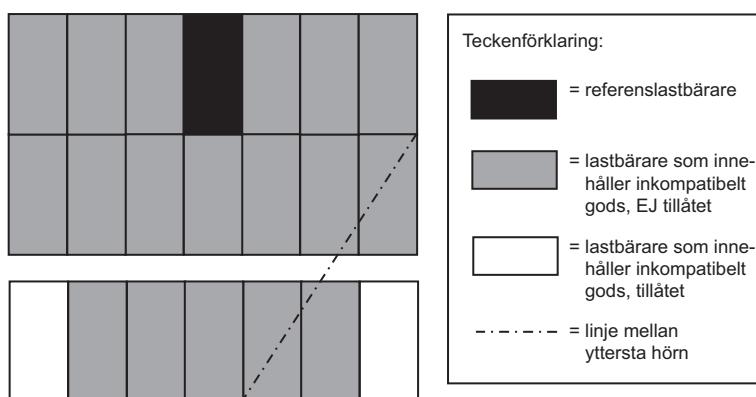 Teckenförklaring:
= referenslastbärare
= lastbärare som inne-
håller inkompatibelt
gods, EJ tillåtet
= lastbärare som inne-
håller inkompatibelt
gods, tillåtet
= linje mellan
yttersta hörn